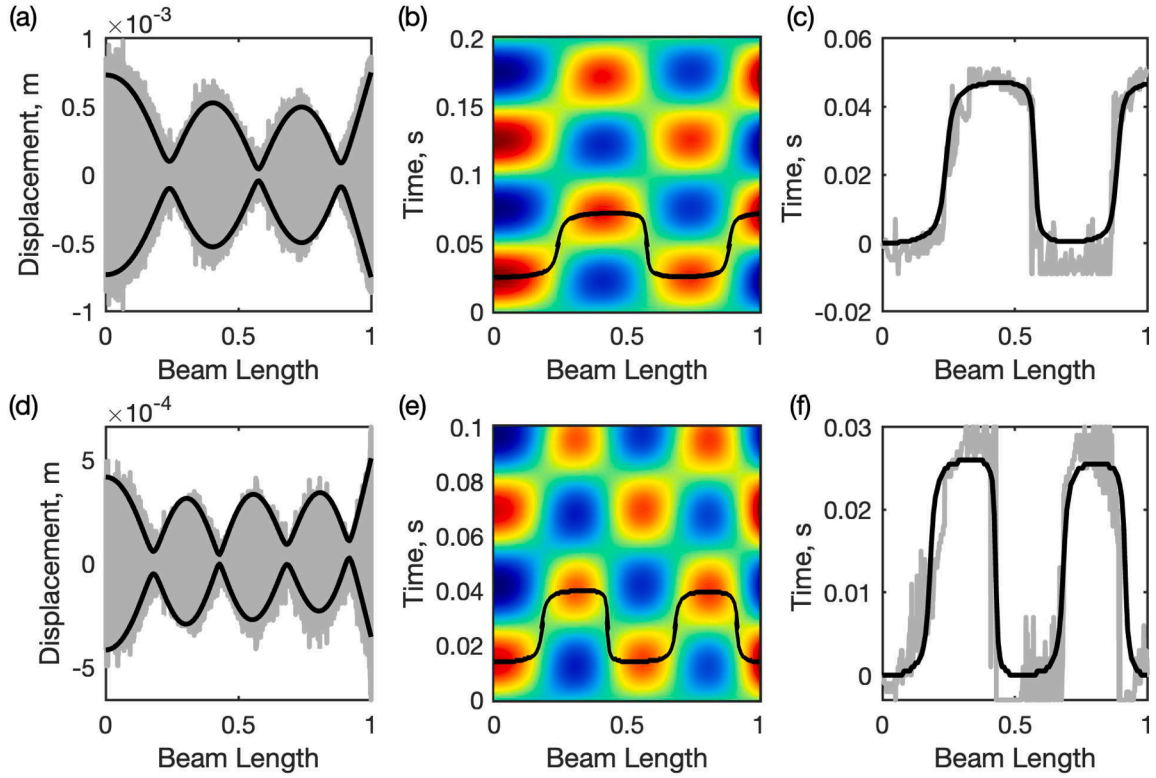 (a)
×10⁻³
1
0.5
0
-0.5
-1
Displacement, m
0 0.5 1
Beam Length
(b)
0.2
0.15
0.1
0.05
0
Time, s
0 0.5 1
Beam Length
(c)
0.06
0.04
0.02
0
-0.02
Time, s
0 0.5 1
Beam Length
(d)
×10⁻⁴
5
0
-5
Displacement, m
0 0.5 1
Beam Length
(e)
0.1
0.08
0.06
0.04
0.02
0
Time, s
0 0.5 1
Beam Length
(f)
0.03
0.02
0.01
0
Time, s
0 0.5 1
Beam Length